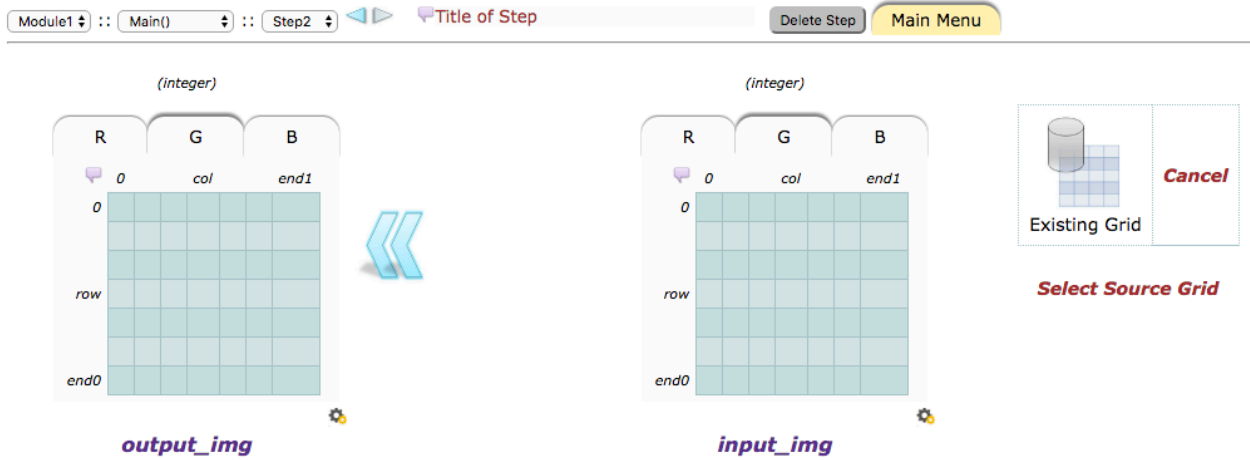 Module1 :: Main() :: Step2 Title of Step Delete Step Main Menu
(integer) (integer)
R G B R G B
0 col end1 0 col end1
0 0
Cancel
Existing Grid
row row
Select Source Grid
end0 end0
output_img input_img